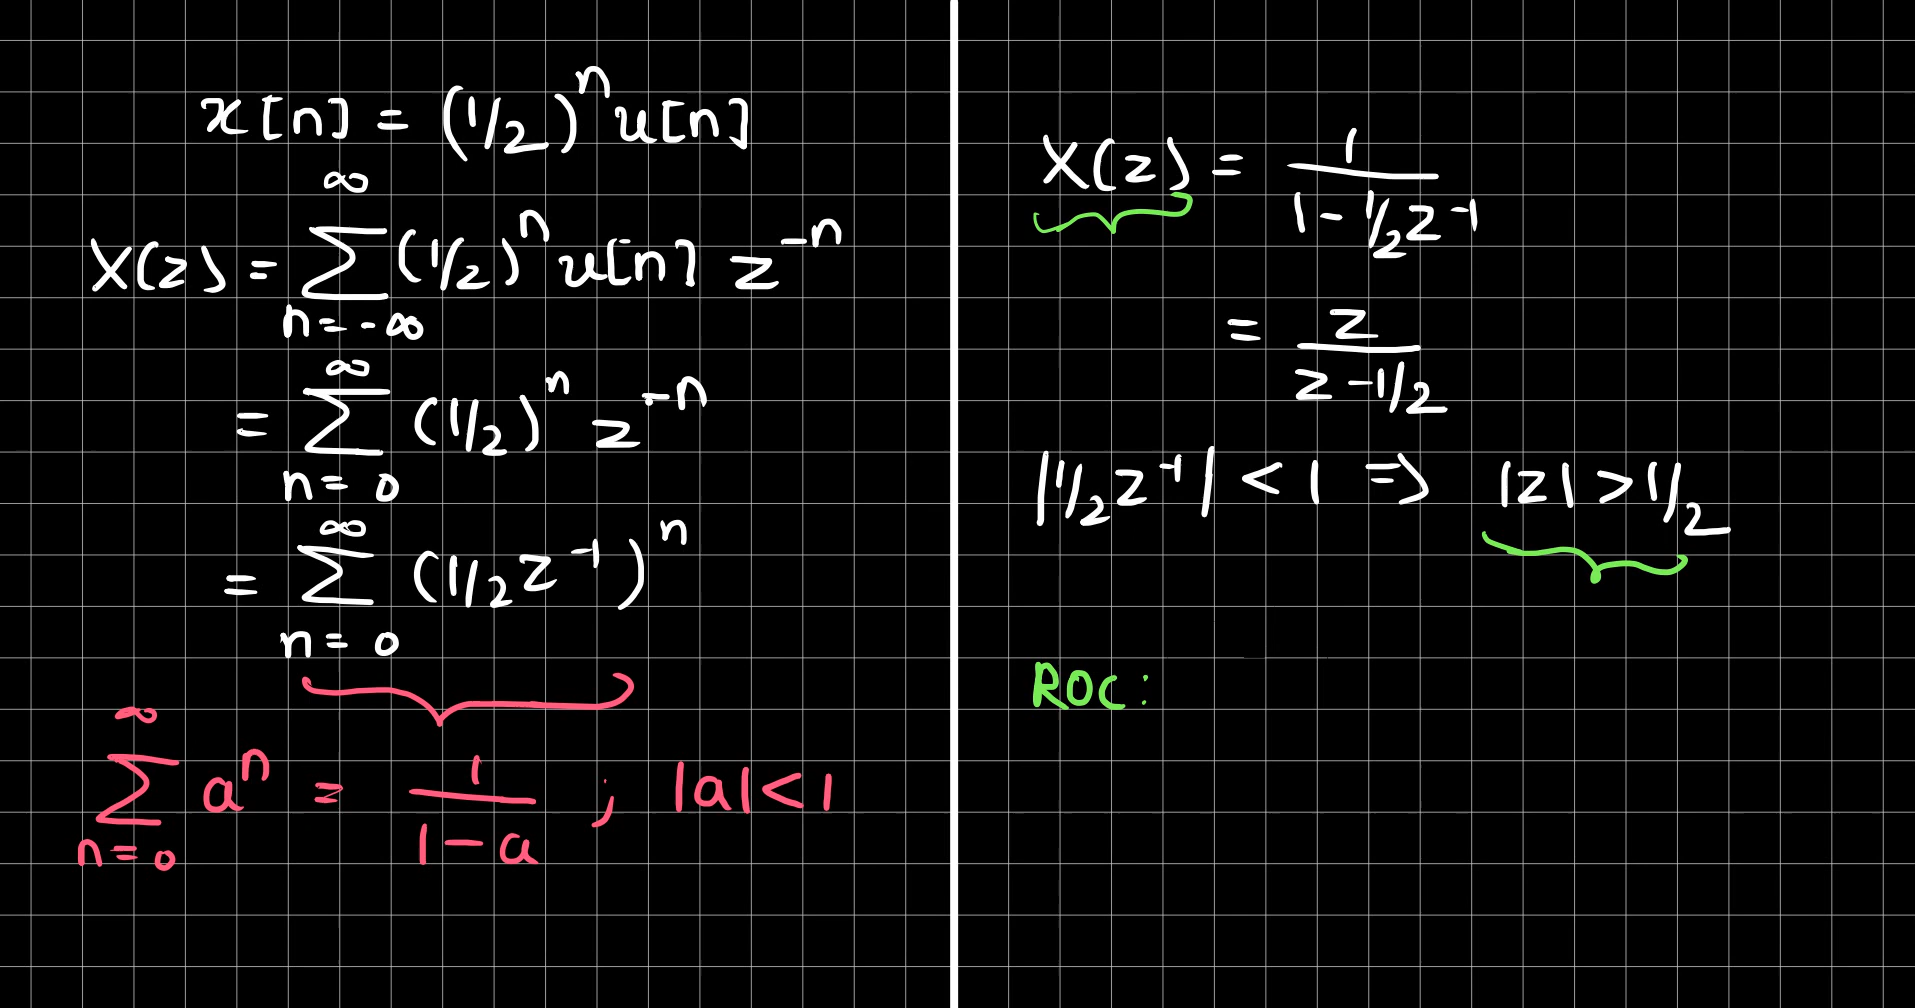 x[n] = (1/2)^n u[n]
X(z) = ∑_{n=-∞}^{∞} (1/2)^n u[n] z^{-n}
= ∑_{n=0}^{∞} (1/2)^n z^{-n}
= ∑_{n=0}^{∞} (1/2 z^{-1})^n
∑_{n=0}^{∞} a^n = 1/(1-a) ; |a| < 1
X(z) = 1/(1 - 1/2 z^{-1})
= z/(z - 1/2)
|1/2 z^{-1}| < 1 ⇒ |z| > 1/2
ROC: